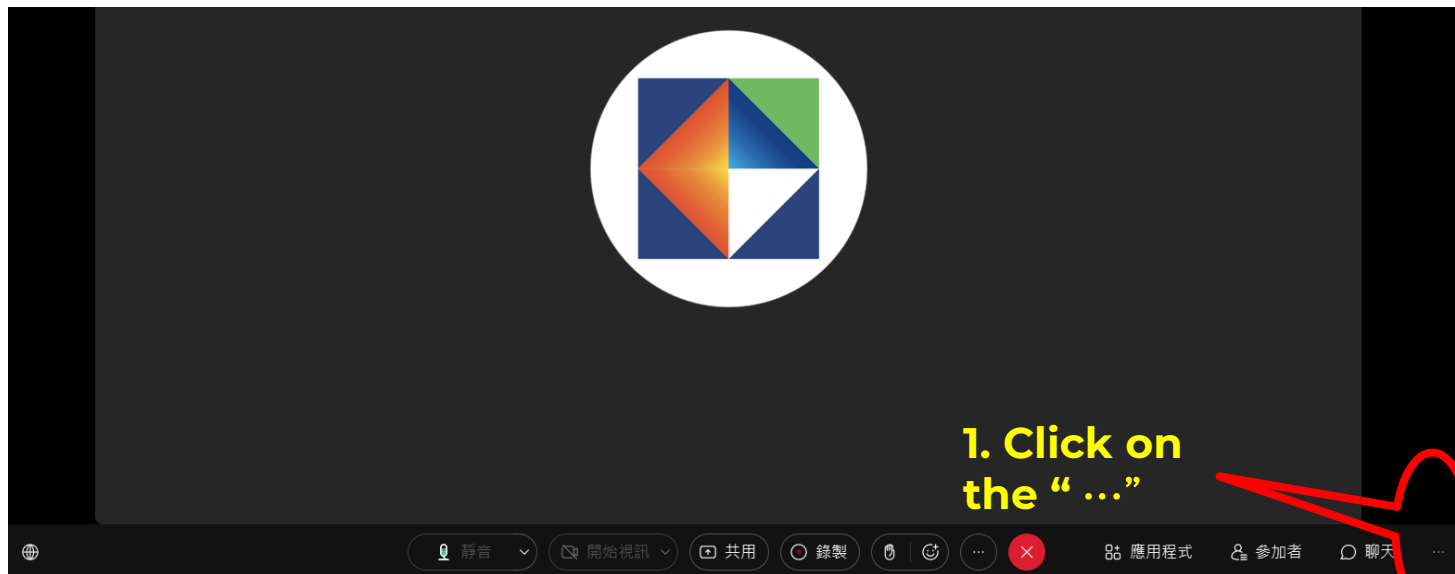 1. Click on
the “ …”
靜音
開始視訊
共用
錄製
…
應用程式
參加者
聊天
…